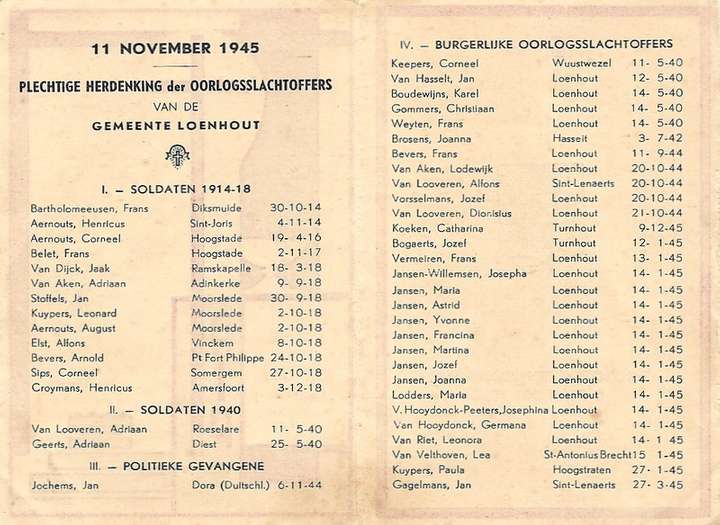 11 NOVEMBER 1945
PLECHTIGE HERDENKING der OORLOGSSLACHTOFFERS
VAN DE
GEMEENTE LOENHOUT
I. — SOLDATEN 1914-18
Bartholomeeusen, Frans Diksmuide 30-10-14
Aernouts, Henricus Sint-Joris 4-11-14
Aernouts, Corneel Hoogstade 19- 4-16
Belet, Frans Hoogstade 2-11-17
Van Dijck, Jaak Ramskapelle 18- 3-18
Van Aken, Adriaan Adinkerke 9- 9-18
Stoffels, Jan Moorslede 30- 9-18
Kuypers, Leonard Moorslede 2-10-18
Aernouts, August Moorslede 2-10-18
Elst, Alfons Vinckem 8-10-18
Bevers, Arnold Pt Fort Philippe 24-10-18
Sips, Corneel Somergem 27-10-18
Croymans, Henricus Amersfoort 3-12-18
II. — SOLDATEN 1940
Van Looveren, Adriaan Roeselare 11- 5-40
Geerts, Adriaan Diest 25- 5-40
III. — POLITIEKE GEVANGENE
Jochems, Jan Dora (Duitschl.) 6-11-44
IV. — BURGERLIJKE OORLOGSSLACHTOFFERS
Keepers, Corneel Wuustwezel 11- 5-40
Van Hasselt, Jan Loenhout 12- 5-40
Boudewijns, Karel Loenhout 14- 5-40
Gommers, Christiaan Loenhout 14- 5-40
Weyten, Frans Loenhout 14- 5-40
Brosens, Joanna Hasselt 3- 7-42
Bevers, Frans Loenhout 11- 9-44
Van Aken, Lodewijk Loenhout 20-10-44
Van Looveren, Alfons Sint-Lenaerts 20-10-44
Vorsselmans, Jozef Loenhout 20-10-44
Van Looveren, Dionisius Loenhout 21-10-44
Koeken, Catharina Turnhout 9-12-45
Bogaerts, Jozef Turnhout 12- 1-45
Vermeiren, Frans Loenhout 13- 1-45
Jansen-Willemsen, Josepha Loenhout 14- 1-45
Jansen, Maria Loenhout 14- 1-45
Jansen, Astrid Loenhout 14- 1-45
Jansen, Yvonne Loenhout 14- 1-45
Jansen, Francina Loenhout 14- 1-45
Jansen, Martina Loenhout 14- 1-45
Jansen, Jozef Loenhout 14- 1-45
Jansen, Joanna Loenhout 14- 1-45
Lodders, Maria Loenhout 14- 1-45
V. Hooydonck-Peeters, Josephina Loenhout 14- 1-45
Van Hooydonck, Germana Loenhout 14- 1-45
Van Riet, Leonora Loenhout 14- 1 45
Van Velthoven, Lea St-Antonius Brecht 15 1-45
Kuypers, Paula Hoogstraten 27- 1-45
Gagelmans, Jan Sint-Lenaerts 27- 3-45